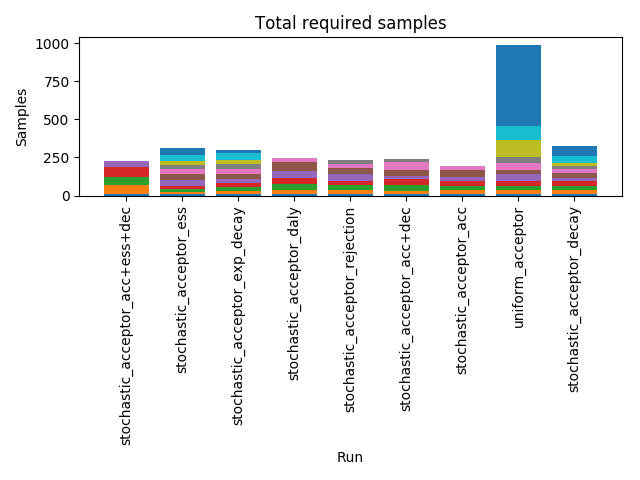 Total required samples
Samples
1000
750
500
250
0
stochastic_acceptor_acc+ess+dec
stochastic_acceptor_ess
stochastic_acceptor_exp_decay
stochastic_acceptor_daly
stochastic_acceptor_rejection
stochastic_acceptor_acc+dec
stochastic_acceptor_acc
uniform_acceptor
stochastic_acceptor_decay
Run